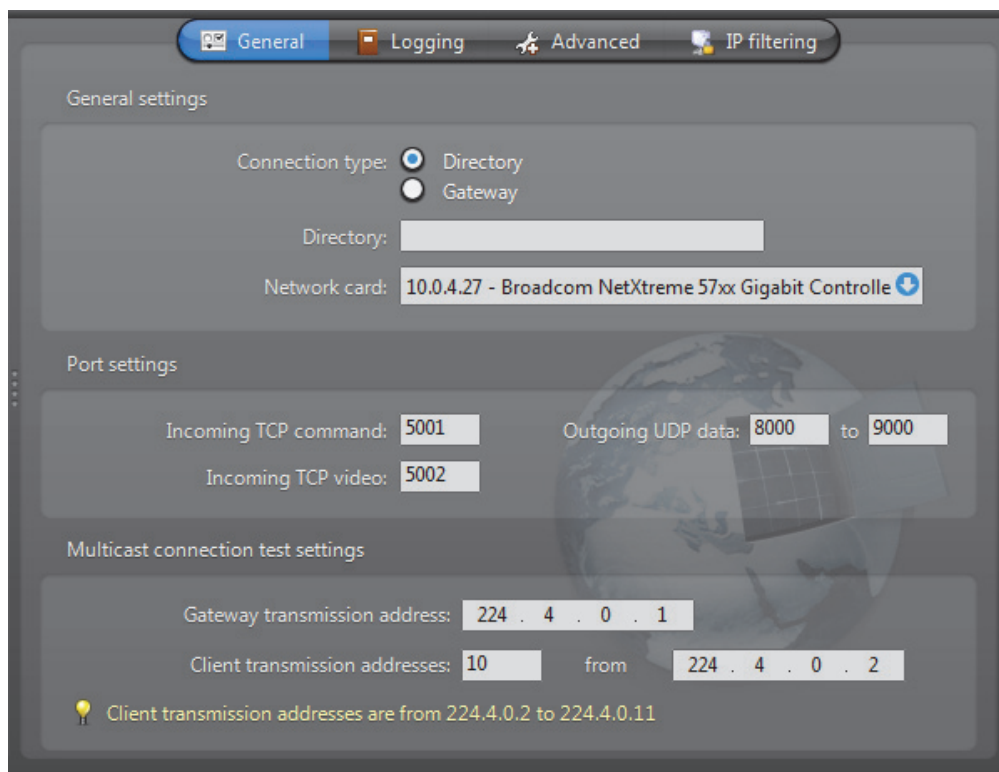 General Logging Advanced IP filtering
General settings
Connection type: Directory
Gateway
Directory:
Network card: 10.0.4.27 - Broadcom NetXtreme 57xx Gigabit Controlle
Port settings
Incoming TCP command: 5001 Outgoing UDP data: 8000 to 9000
Incoming TCP video: 5002
Multicast connection test settings
Gateway transmission address: 224 . 4 . 0 . 1
Client transmission addresses: 10 from 224 . 4 . 0 . 2
Client transmission addresses are from 224.4.0.2 to 224.4.0.11